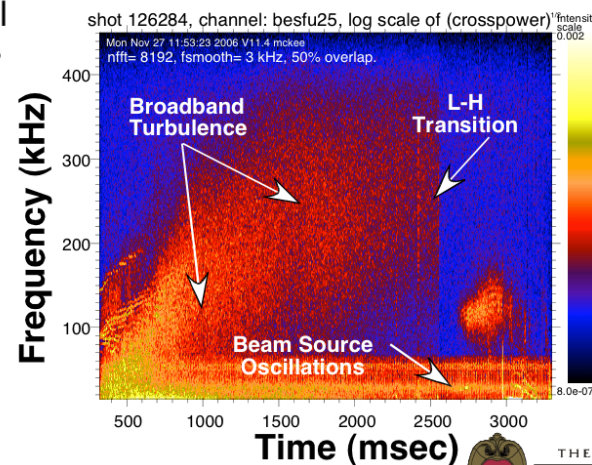 shot 126284, channel: besfu25, log scale of (crosspower)
scale
0.002
Mon Nov 27 11:53:23 2006 V11.4 mckee
nfft= 8192, fsmooth= 3 kHz, 50% overlap.
400
Broadband
Turbulence
L-H
Transition
300
200
100
Frequency (kHz)
Beam Source
Oscillations
8.0e-07
500
1000
1500
2000
2500
3000
Time (msec)
THE